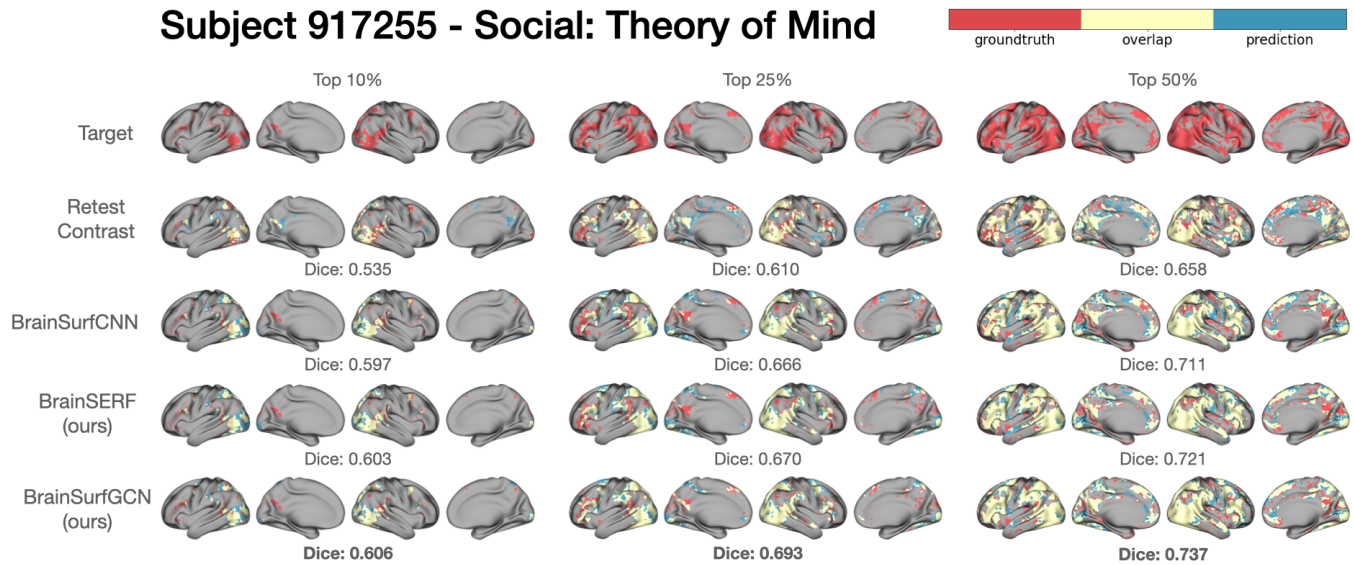 Subject 917255 - Social: Theory of Mind
groundtruth overlap prediction
Top 10% Top 25% Top 50%
Target
Retest
Contrast
Dice: 0.535 Dice: 0.610 Dice: 0.658
BrainSurfCNN
Dice: 0.597 Dice: 0.666 Dice: 0.711
BrainSERF
(ours)
Dice: 0.603 Dice: 0.670 Dice: 0.721
BrainSurfGCN
(ours)
Dice: 0.606 Dice: 0.693 Dice: 0.737